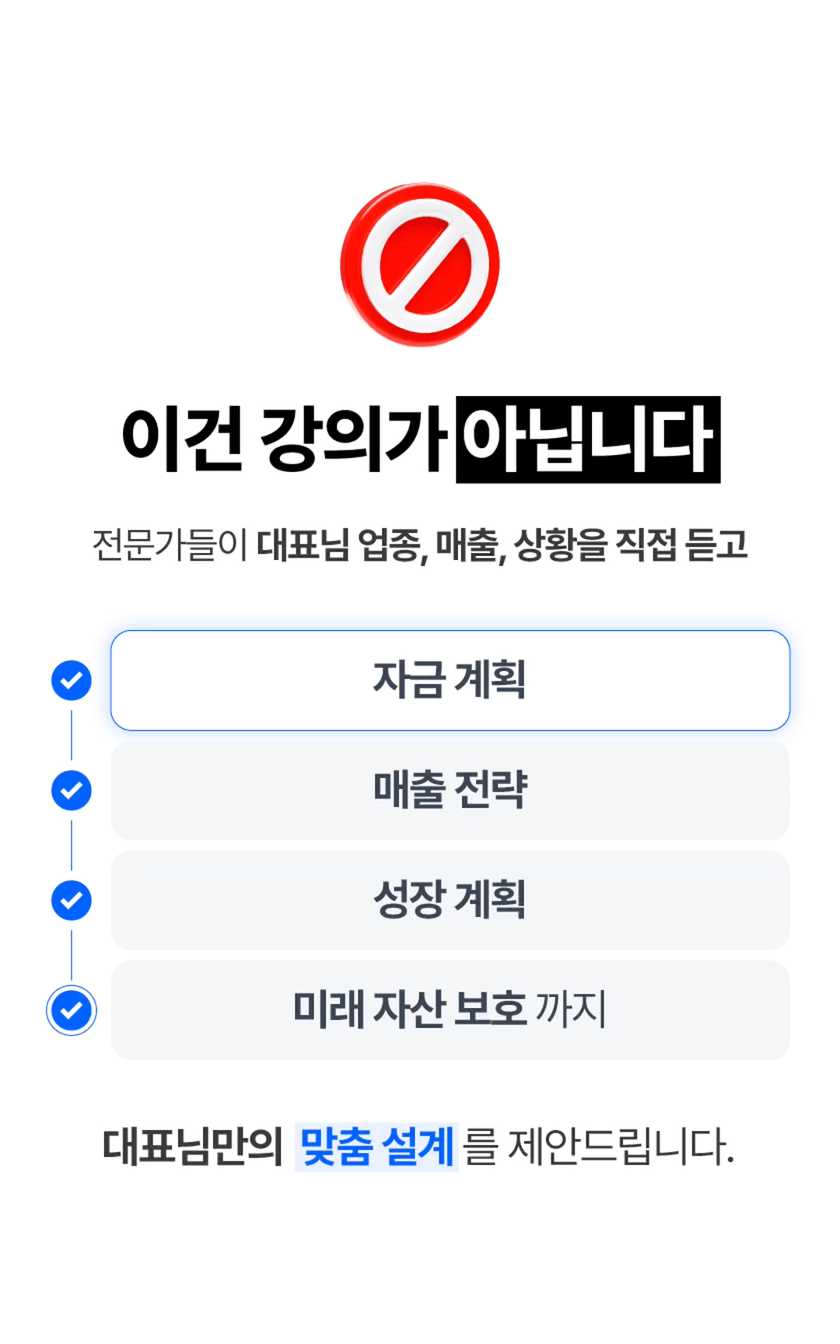 이건 강의가 아닙니다
전문가들이 대표님 업종, 매출, 상황을 직접 듣고
자금 계획
매출 전략
성장 계획
미래 자산 보호 까지
대표님만의 맞춤 설계를 제안드립니다.